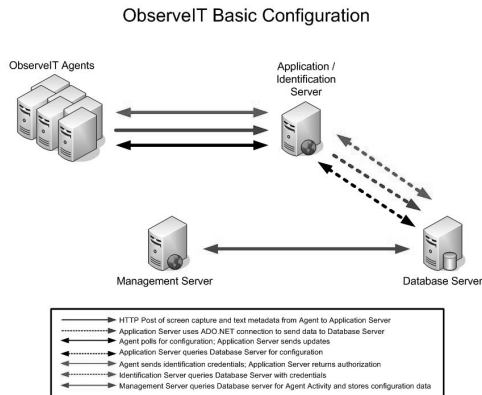 ObserveIT Basic Configuration
ObserveIT Agents
Application /
Identification
Server
Management Server
Database Server
HTTP Post of screen capture and text metadata from Agent to Application Server
Application Server uses ADO.NET connection to send data to Database Server
Agent polls for configuration; Application Server sends updates
Application Server queries Database Server for configuration
Agent sends identification credentials; Application Server returns authorization
Identification Server queries Database Server with credentials
Management Server queries Database server for Agent Activity and stores configuration data